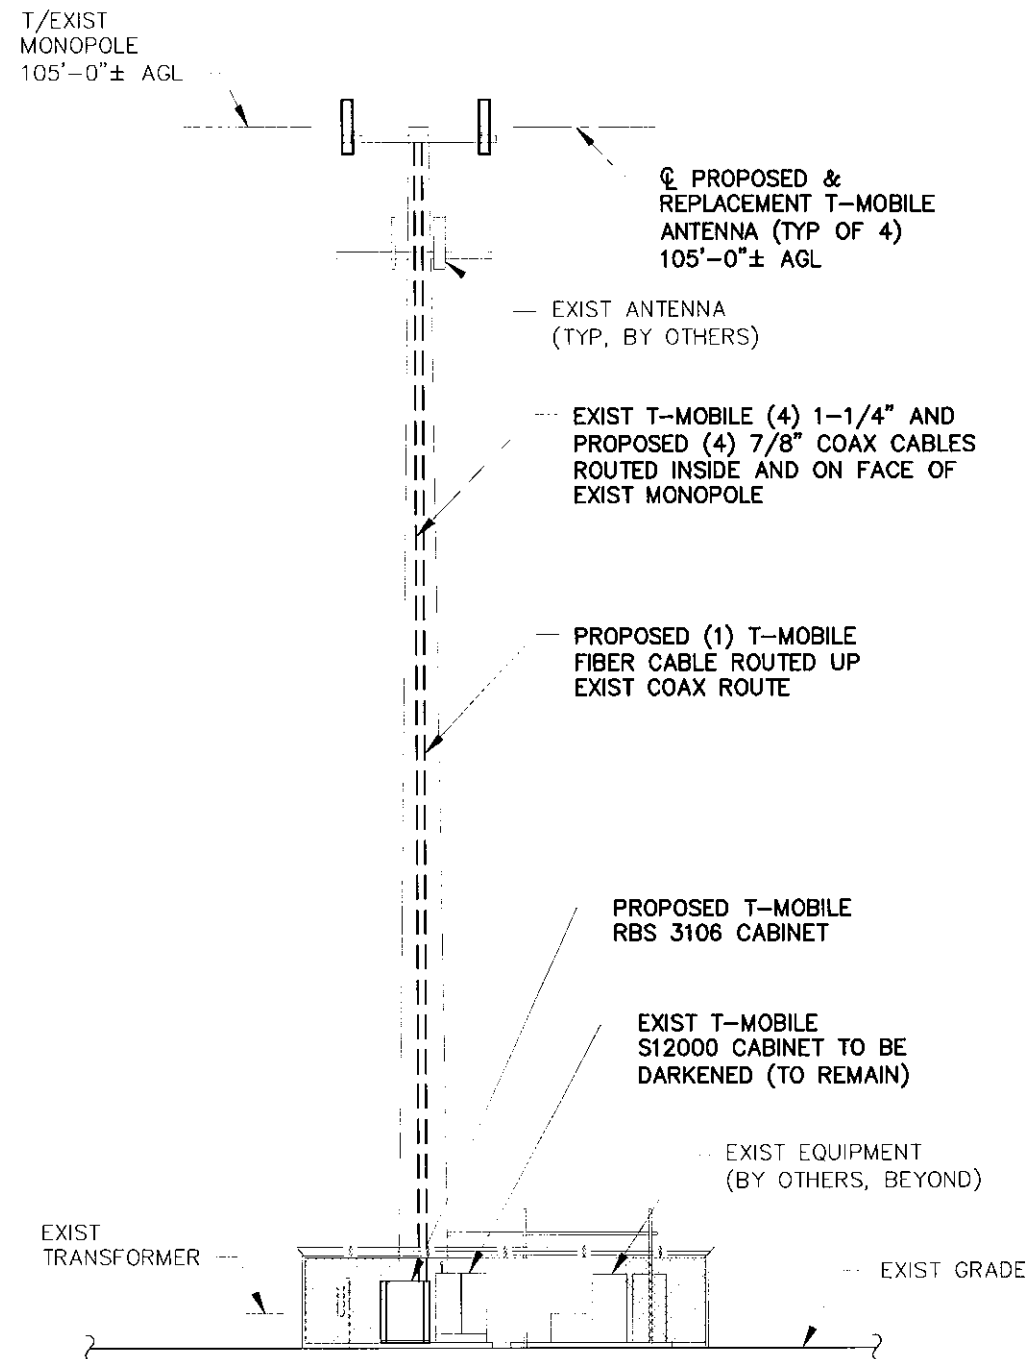 T/EXIST
MONOPOLE
105'-0"± AGL
℄ PROPOSED &
REPLACEMENT T-MOBILE
ANTENNA (TYP OF 4)
105'-0"± AGL
EXIST ANTENNA
(TYP, BY OTHERS)
EXIST T-MOBILE (4) 1-1/4" AND
PROPOSED (4) 7/8" COAX CABLES
ROUTED INSIDE AND ON FACE OF
EXIST MONOPOLE
PROPOSED (1) T-MOBILE
FIBER CABLE ROUTED UP
EXIST COAX ROUTE
PROPOSED T-MOBILE
RBS 3106 CABINET
EXIST T-MOBILE
S12000 CABINET TO BE
DARKENED (TO REMAIN)
EXIST EQUIPMENT
(BY OTHERS, BEYOND)
EXIST
TRANSFORMER
EXIST GRADE